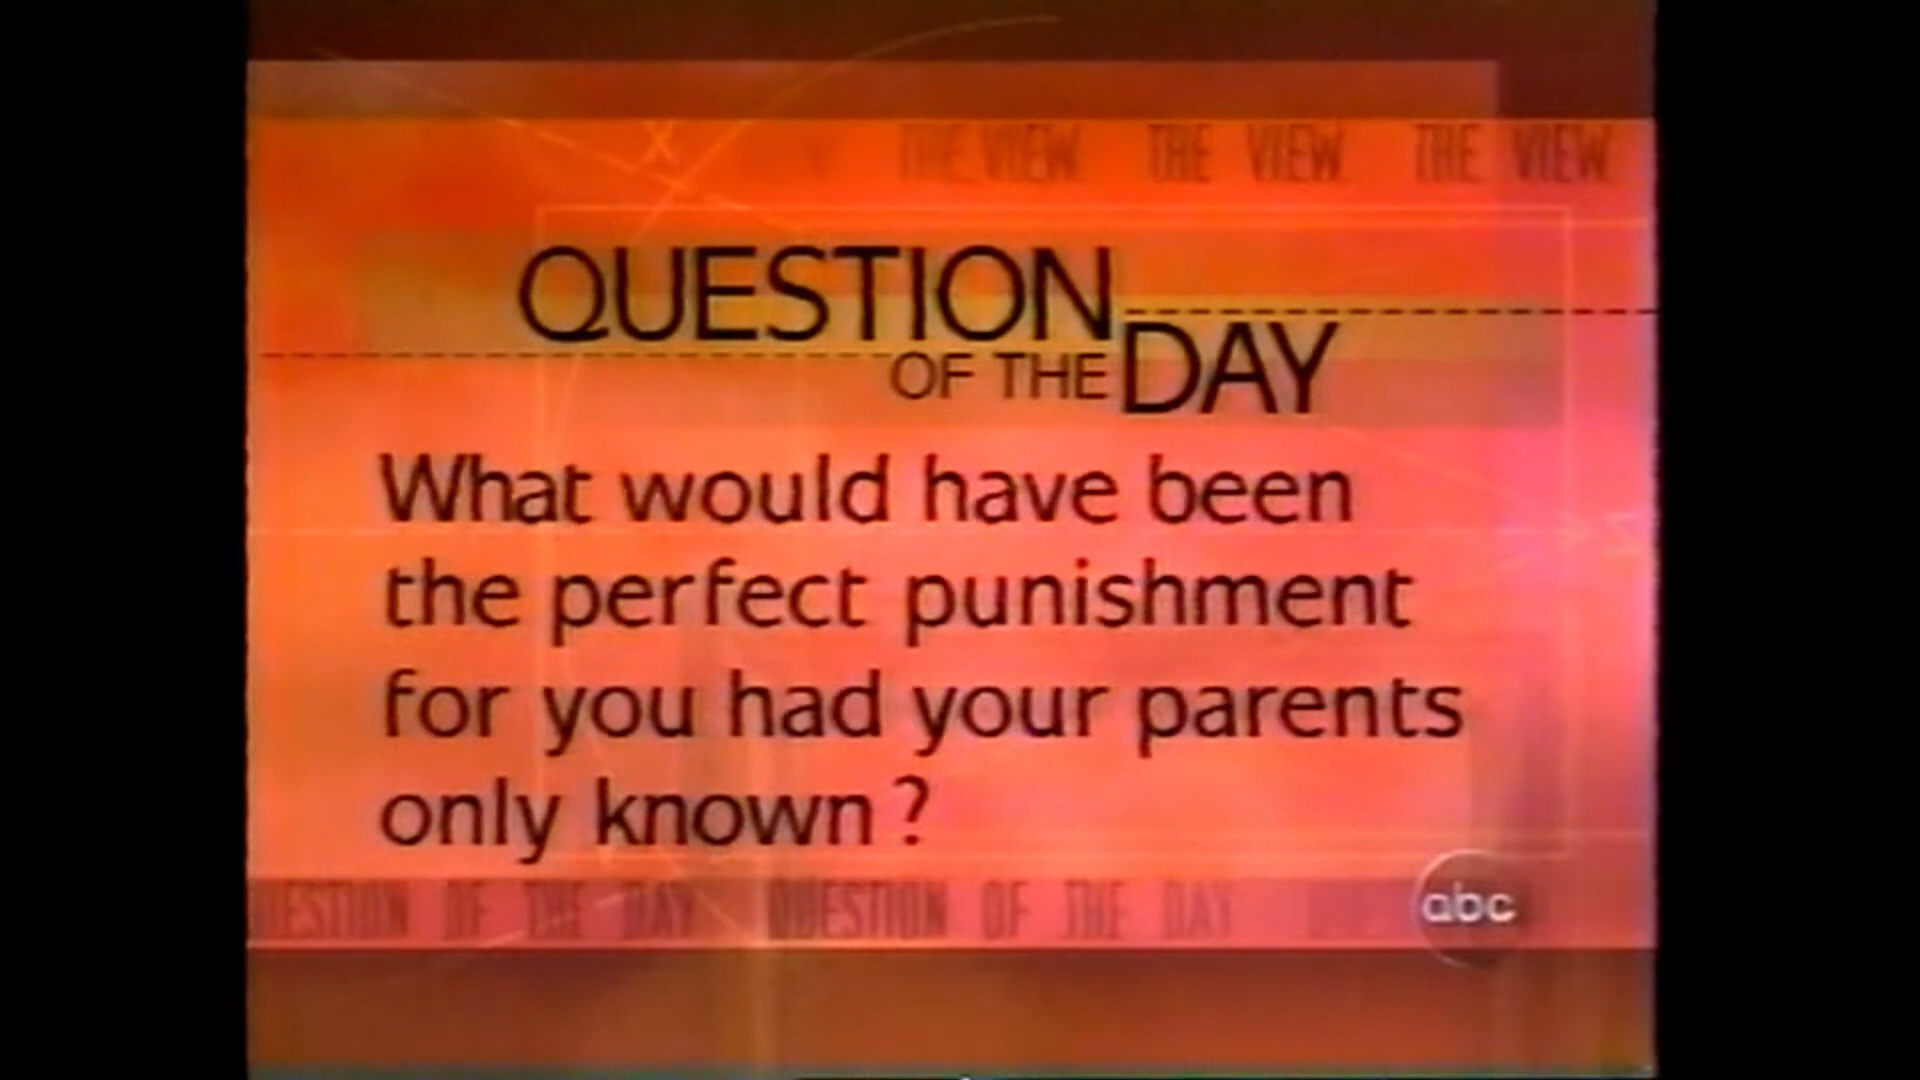 THE VIEW THE VIEW THE VIEW
QUESTION
OF THE DAY
What would have been
the perfect punishment
for you had your parents
only known?
QUESTION OF THE DAY QUESTION OF THE DAY
abc